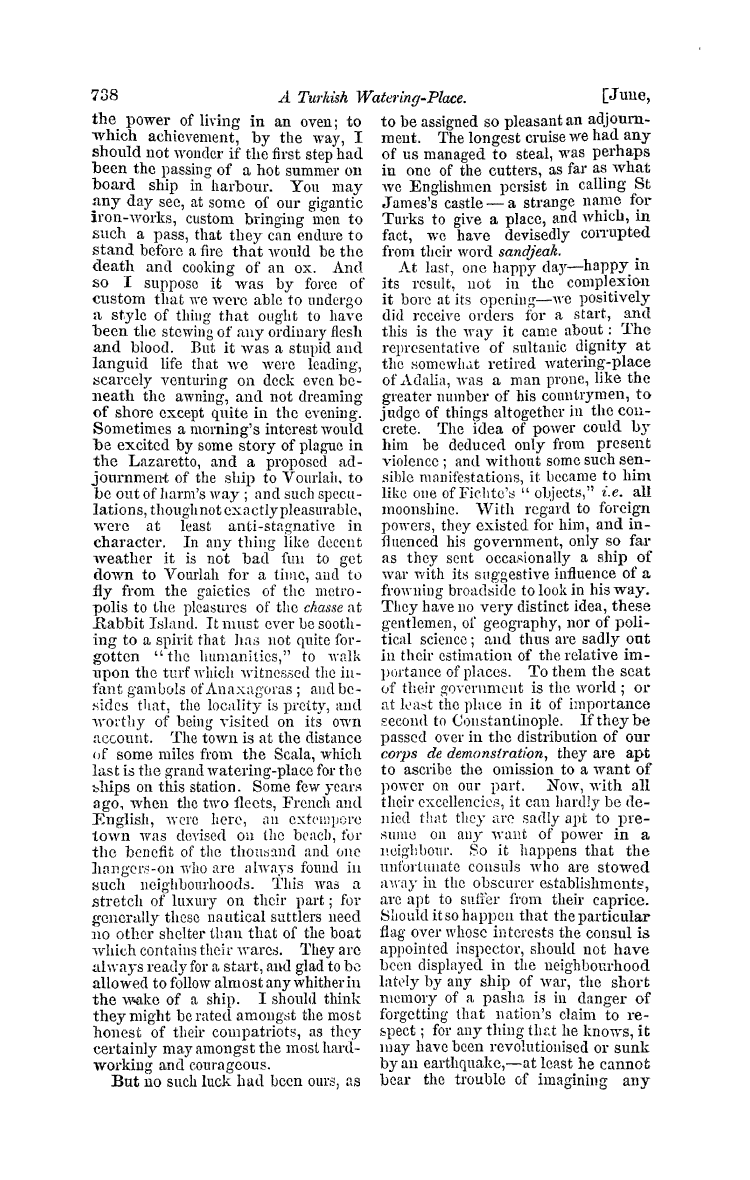 738
A Turkish Watering-Place.
[June,
the power of living in an oven; to
which achievement, by the way, I
should not wonder if the first step had
been the passing of a hot summer on
board ship in harbour. You may
any day see, at some of our gigantic
iron-works, custom bringing men to
such a pass, that they can endure to
stand before a fire that would be the
death and cooking of an ox. And
so I suppose it was by force of
custom that we were able to undergo
a style of thing that ought to have
been the stewing of any ordinary flesh
and blood. But it was a stupid and
languid life that we were leading,
scarcely venturing on deck even be-
neath the awning, and not dreaming
of shore except quite in the evening.
Sometimes a morning's interest would
be excited by some story of plague in
the Lazaretto, and a proposed ad-
journment of the ship to Vourlah, to
be out of harm's way; and such specu-
lations, though not exactly pleasurable,
were at least anti-stagnative in
character. In any thing like decent
weather it is not bad fun to get
down to Vourlah for a time, and to
fly from the gaieties of the metro-
polis to the pleasures of the chasse at
Rabbit Island. It must ever be sooth-
ing to a spirit that has not quite for-
gotten "the humanities," to walk
upon the turf which witnessed the in-
fant gambols of Anaxagoras; and be-
sides that, the locality is pretty, and
worthy of being visited on its own
account. The town is at the distance
of some miles from the Scala, which
last is the grand watering-place for the
ships on this station. Some few years
ago, when the two fleets, French and
English, were here, an extempore
town was devised on the beach, for
the benefit of the thousand and one
hangers-on who are always found in
such neighbourhoods. This was a
stretch of luxury on their part; for
generally these nautical suttlers need
no other shelter than that of the boat
which contains their wares. They are
always ready for a start, and glad to be
allowed to follow almost any whither in
the wake of a ship. I should think
they might be rated amongst the most
honest of their compatriots, as they
certainly may amongst the most hard-
working and courageous.
But no such luck had been ours, as
to be assigned so pleasant an adjourn-
ment. The longest cruise we had any
of us managed to steal, was perhaps
in one of the cutters, as far as what
we Englishmen persist in calling St
James's castle—a strange name for
Turks to give a place, and which, in
fact, we have devisedly corrupted
from their word sandjeak.
At last, one happy day—happy in
its result, not in the complexion
it bore at its opening—we positively
did receive orders for a start, and
this is the way it came about: The
representative of sultanic dignity at
the somewhat retired watering-place
of Adalia, was a man prone, like the
greater number of his countrymen, to
judge of things altogether in the con-
crete. The idea of power could by
him be deduced only from present
violence; and without some such sen-
sible manifestations, it became to him
like one of Fichte's "objects," i.e. all
moonshine. With regard to foreign
powers, they existed for him, and in-
fluenced his government, only so far
as they sent occasionally a ship of
war with its suggestive influence of a
frowning broadside to look in his way.
They have no very distinct idea, these
gentlemen, of geography, nor of poli-
tical science; and thus are sadly out
in their estimation of the relative im-
portance of places. To them the seat
of their government is the world; or
at least the place in it of importance
second to Constantinople. If they be
passed over in the distribution of our
corps de demonstration, they are apt
to ascribe the omission to a want of
power on our part. Now, with all
their excellencies, it can hardly be de-
nied that they are sadly apt to pre-
sume on any want of power in a
neighbour. So it happens that the
unfortunate consuls who are stowed
away in the obscurer establishments,
are apt to suffer from their caprice.
Should it so happen that the particular
flag over whose interests the consul is
appointed inspector, should not have
been displayed in the neighbourhood
lately by any ship of war, the short
memory of a pasha is in danger of
forgetting that nation's claim to re-
spect; for any thing that he knows, it
may have been revolutionised or sunk
by an earthquake,—at least he cannot
bear the trouble of imagining any